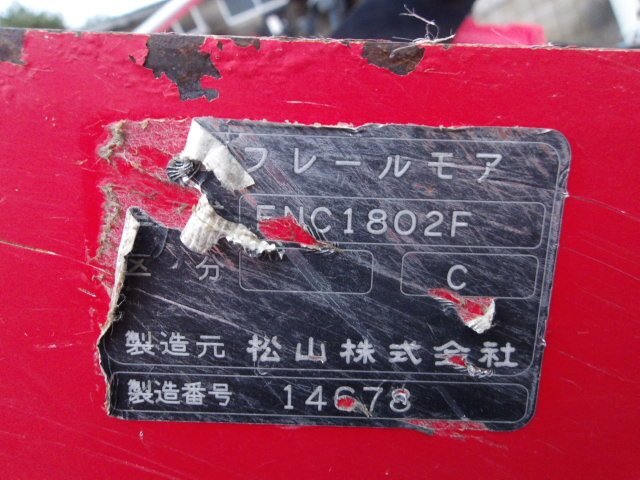 フレールモア
FNC1802F
区分 C
製造元 松山株式会社
製造番号 14678